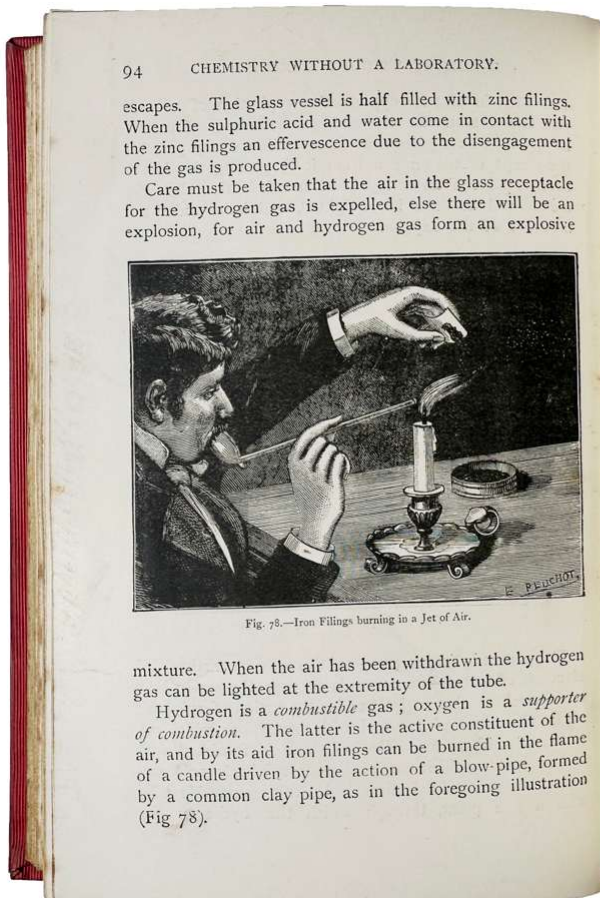 94 CHEMISTRY WITHOUT A LABORATORY.
escapes. The glass vessel is half filled with zinc filings.
When the sulphuric acid and water come in contact with
the zinc filings an effervescence due to the disengagement
of the gas is produced.
Care must be taken that the air in the glass receptacle
for the hydrogen gas is expelled, else there will be an
explosion, for air and hydrogen gas form an explosive
E PEUCHOT.
Fig. 78.—Iron Filings burning in a Jet of Air.
mixture. When the air has been withdrawn the hydrogen
gas can be lighted at the extremity of the tube.
Hydrogen is a combustible gas ; oxygen is a supporter
of combustion. The latter is the active constituent of the
air, and by its aid iron filings can be burned in the flame
of a candle driven by the action of a blow-pipe, formed
by a common clay pipe, as in the foregoing illustration
(Fig 78).